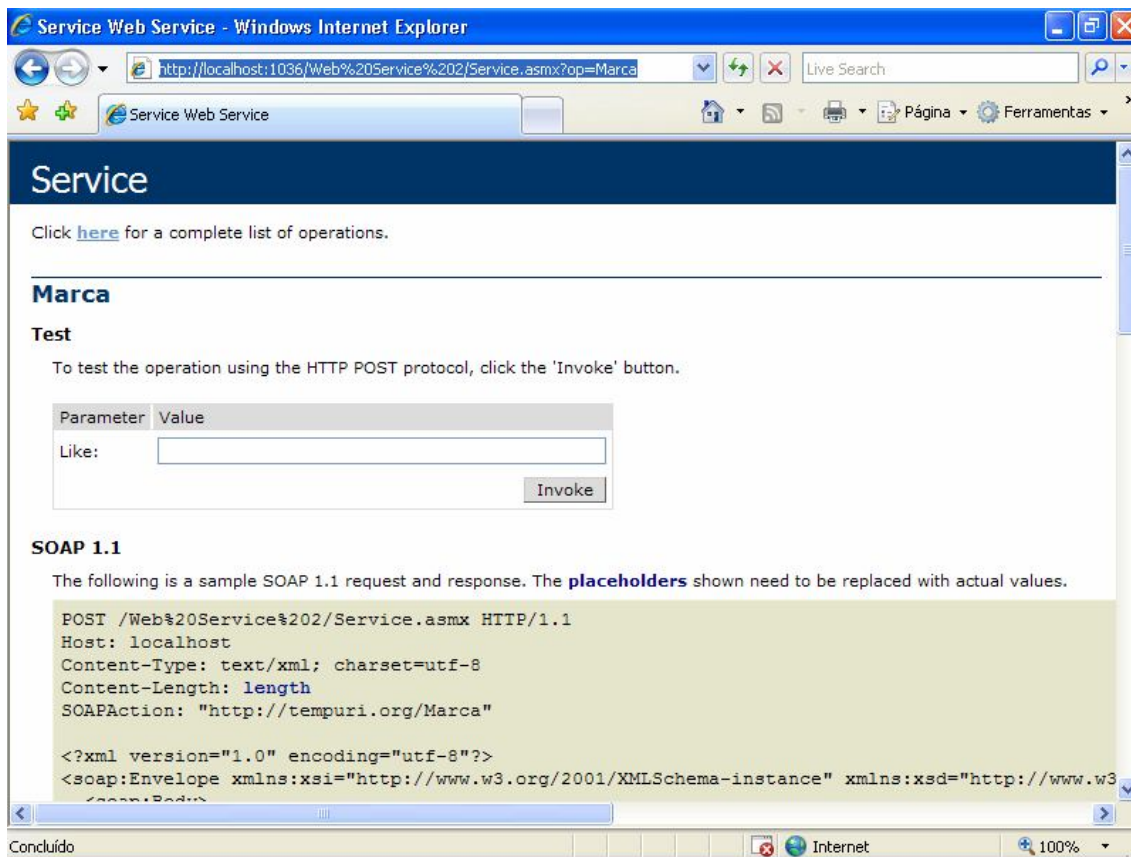 Service Web Service - Windows Internet Explorer
http://localhost:1036/Web%20Service%202/Service.asmx?op=Marca
Live Search
Service Web Service
Página
Ferramentas
Service
Click here for a complete list of operations.
Marca
Test
To test the operation using the HTTP POST protocol, click the 'Invoke' button.
Parameter Value
Like:
Invoke
SOAP 1.1
The following is a sample SOAP 1.1 request and response. The placeholders shown need to be replaced with actual values.
POST /Web%20Service%202/Service.asmx HTTP/1.1
Host: localhost
Content-Type: text/xml; charset=utf-8
Content-Length: length
SOAPAction: "http://tempuri.org/Marca"
<?xml version="1.0" encoding="utf-8"?>
<soap:Envelope xmlns:xsi="http://www.w3.org/2001/XMLSchema-instance" xmlns:xsd="http://www.w3
<soap:Body>
Concluído
Internet
100%